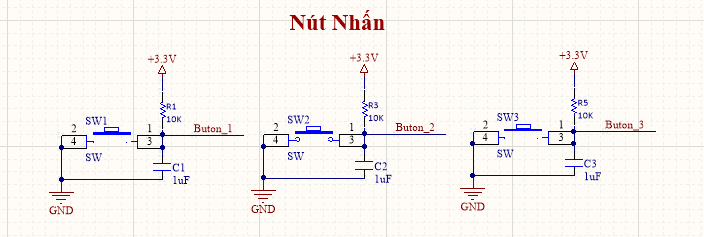 Nút Nhấn
+3.3V
R1
10K
SW1
2
4
1
3
SW
Buton_1
C1
1uF
GND
+3.3V
R3
10K
SW2
2
4
1
3
SW
Buton_2
C2
1uF
GND
+3.3V
R5
10K
SW3
2
4
1
3
SW
Buton_3
C3
1uF
GND